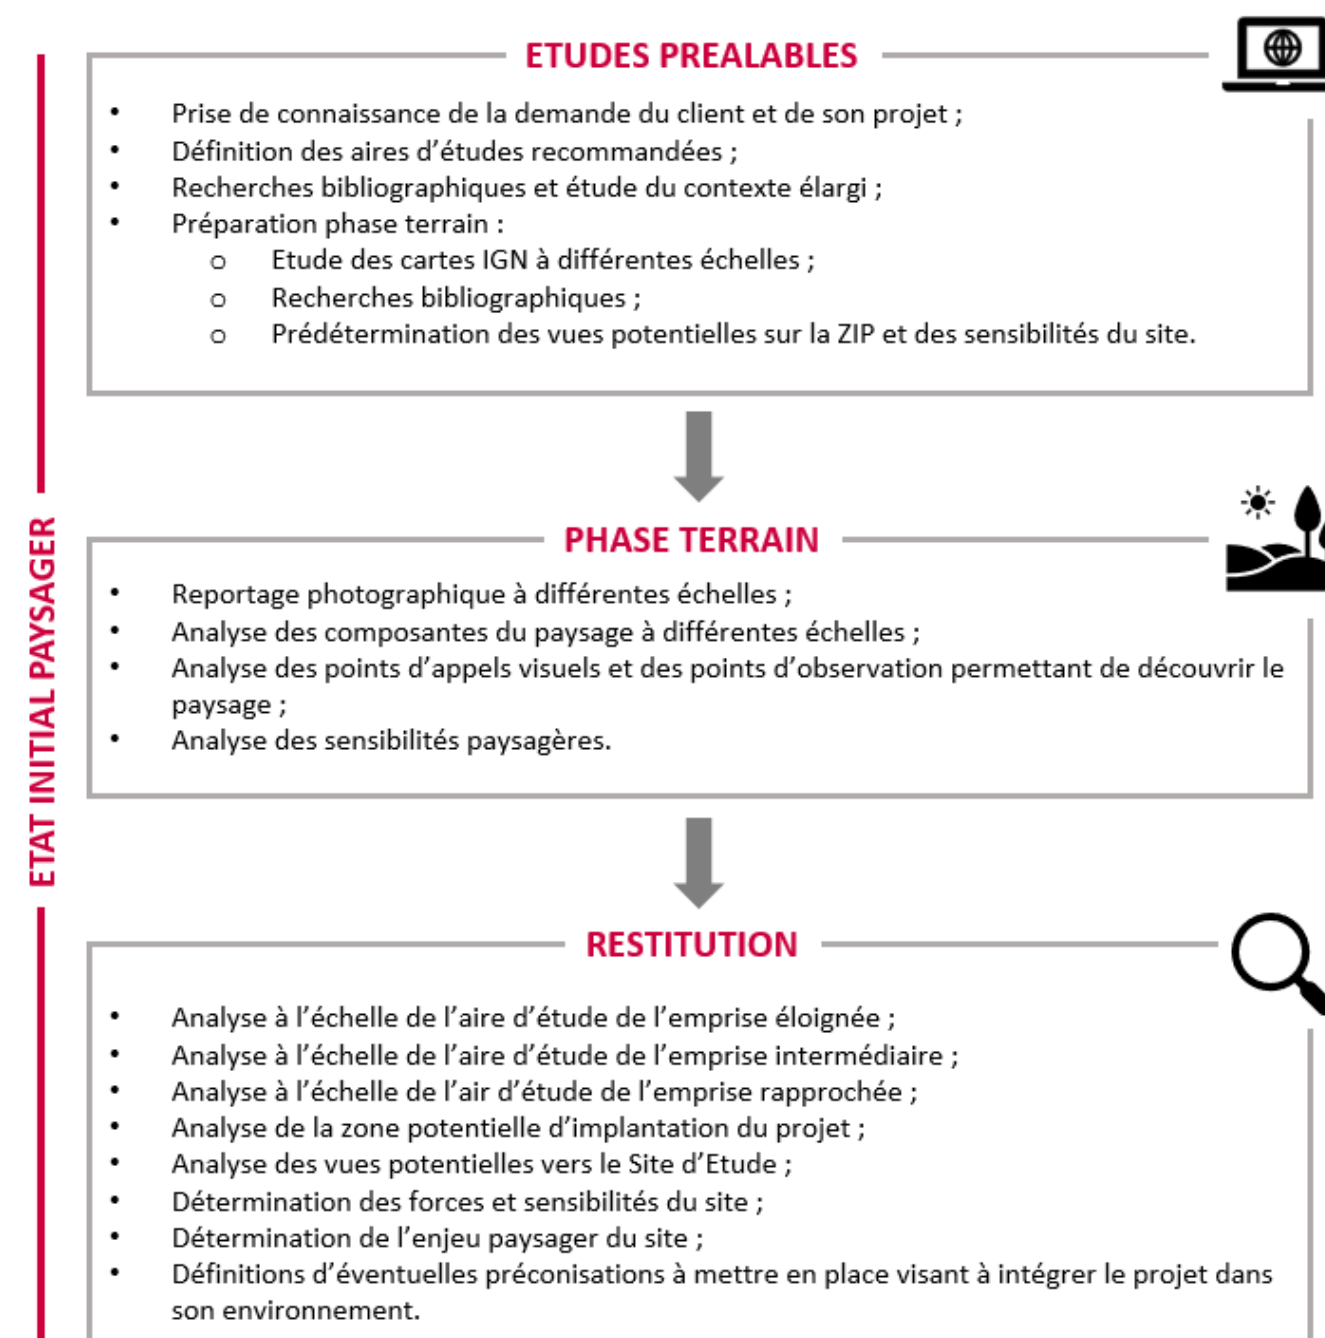 ETUDES PREALABLES
• Prise de connaissance de la demande du client et de son projet ;
• Définition des aires d’études recommandées ;
• Recherches bibliographiques et étude du contexte élargi ;
• Préparation phase terrain :
o Etude des cartes IGN à différentes échelles ;
o Recherches bibliographiques ;
o Prédétermination des vues potentielles sur la ZIP et des sensibilités du site.
ETAT INITIAL PAYSAGER
PHASE TERRAIN
• Reportage photographique à différentes échelles ;
• Analyse des composantes du paysage à différentes échelles ;
• Analyse des points d’appels visuels et des points d’observation permettant de découvrir le
paysage ;
• Analyse des sensibilités paysagères.
RESTITUTION
• Analyse à l’échelle de l’aire d’étude de l’emprise éloignée ;
• Analyse à l’échelle de l’aire d’étude de l’emprise intermédiaire ;
• Analyse à l’échelle de l’air d’étude de l’emprise rapprochée ;
• Analyse de la zone potentielle d’implantation du projet ;
• Analyse des vues potentielles vers le Site d’Etude ;
• Détermination des forces et sensibilités du site ;
• Détermination de l’enjeu paysager du site ;
• Définitions d’éventuelles préconisations à mettre en place visant à intégrer le projet dans
son environnement.